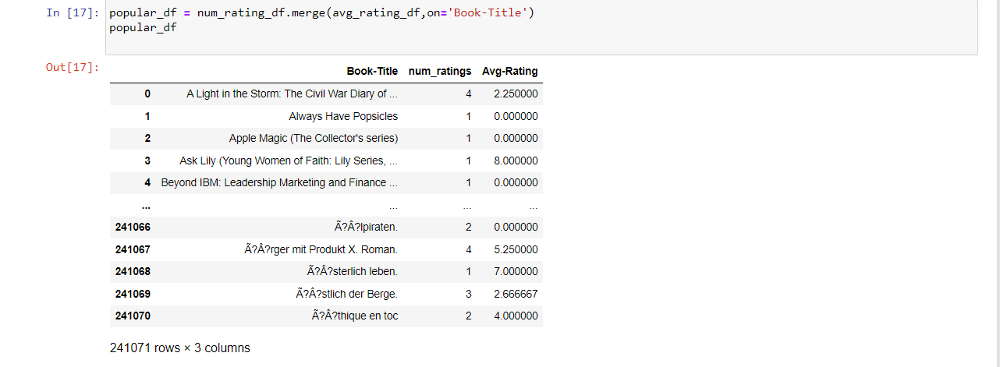 In [17]: popular_df = num_rating_df.merge(avg_rating_df,on='Book-Title')
popular_df
Out[17]:
Book-Title num_ratings Avg-Rating
0 A Light in the Storm: The Civil War Diary of ... 4 2.250000
1 Always Have Popsicles 1 0.000000
2 Apple Magic (The Collector's series) 1 0.000000
3 Ask Lily (Young Women of Faith: Lily Series, ... 1 8.000000
4 Beyond IBM: Leadership Marketing and Finance ... 1 0.000000
... ... ... ...
241066 Ã?Â?lpiraten. 2 0.000000
241067 Ã?Â?rger mit Produkt X. Roman. 4 5.250000
241068 Ã?Â?sterlich leben. 1 7.000000
241069 Ã?Â?stlich der Berge. 3 2.666667
241070 Ã?Â?thique en toc 2 4.000000
241071 rows × 3 columns